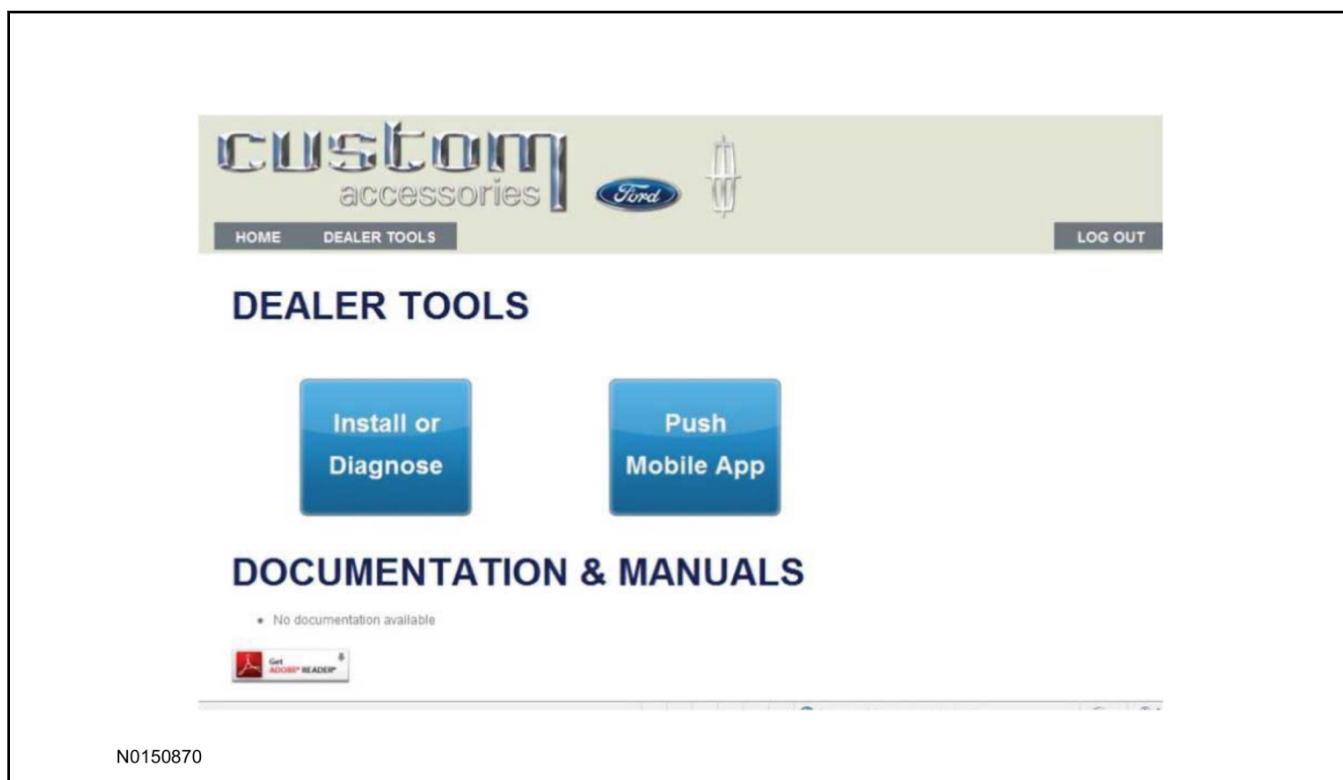 custom
accessories
Ford
HOME DEALER TOOLS LOG OUT
DEALER TOOLS
Install or
Diagnose
Push
Mobile App
DOCUMENTATION & MANUALS
• No documentation available
Get
ADOBE® READER®
N0150870